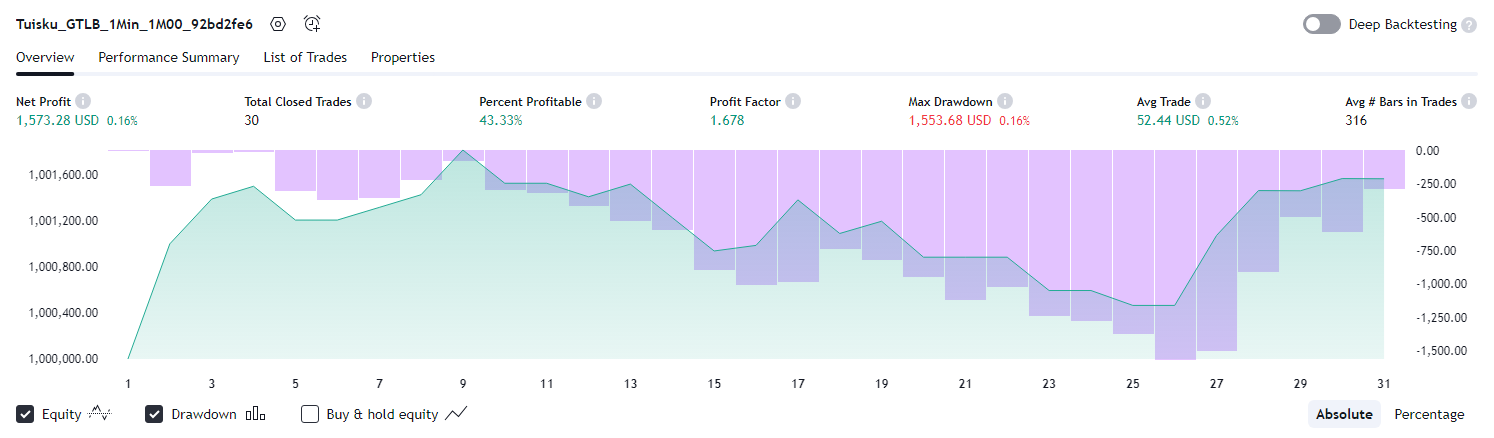 Tuisku_GTLB_1Min_1M00_92bd2fe6
Deep Backtesting ?
Overview Performance Summary List of Trades Properties
Net Profit Total Closed Trades Percent Profitable Profit Factor Max Drawdown Avg Trade Avg # Bars in Trades
1,573.28 USD 0.16% 30 43.33% 1.678 1,553.68 USD 0.16% 52.44 USD 0.52% 316
0.00
1,001,600.00 -250.00
1,001,200.00 -500.00
-750.00
1,000,800.00
-1,000.00
1,000,400.00 -1,250.00
1,000,000.00 -1,500.00
1 3 5 7 9 11 13 15 17 19 21 23 25 27 29 31
Equity Drawdown Buy & hold equity Absolute Percentage